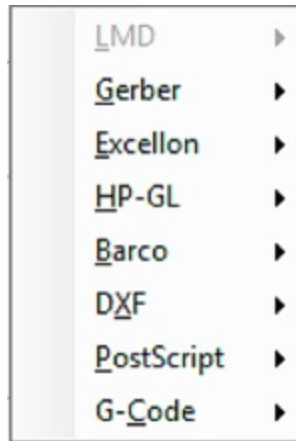 LMD
Gerber
Excellon
HP-GL
Barco
DXF
PostScript
G-Code